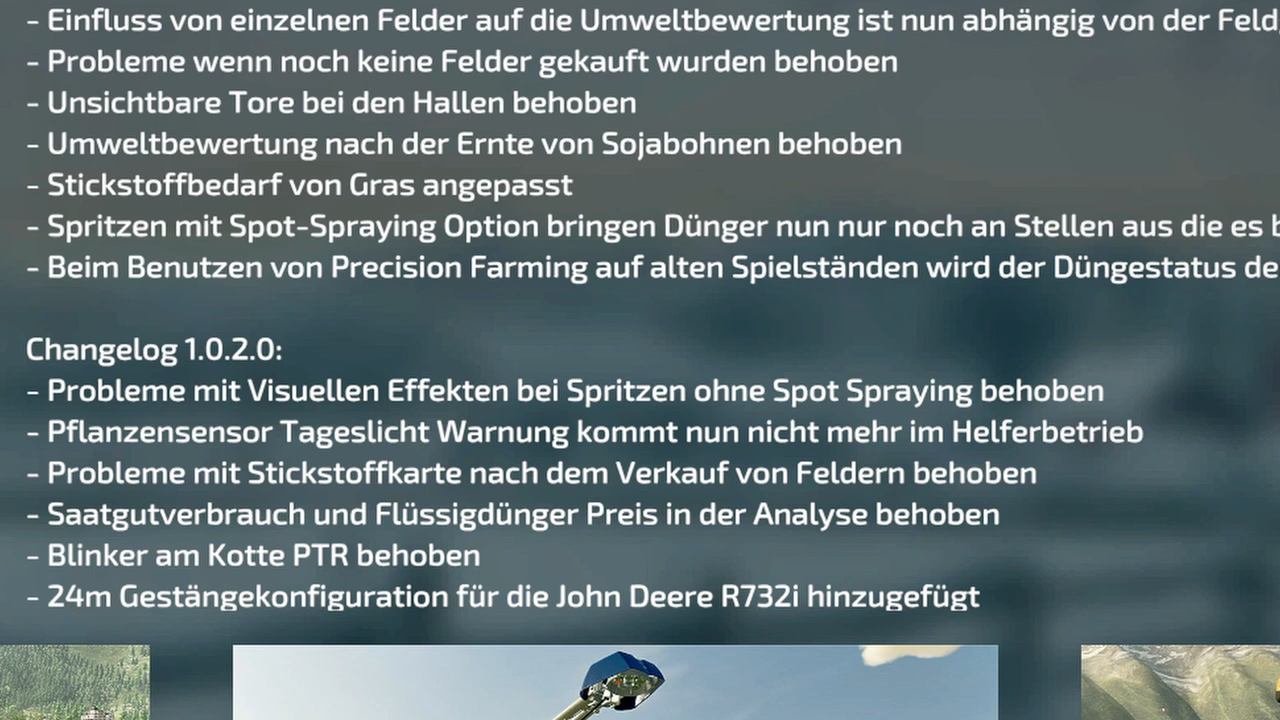 - Einfluss von einzelnen Felder auf die Umweltbewertung ist nun abhängig von der Feld
- Probleme wenn noch keine Felder gekauft wurden behoben
- Unsichtbare Tore bei den Hallen behoben
- Umweltbewertung nach der Ernte von Sojabohnen behoben
- Stickstoffbedarf von Gras angepasst
- Spritzen mit Spot-Spraying Option bringen Dünger nun nur noch an Stellen aus die es
- Beim Benutzen von Precision Farming auf alten Spielständen wird der Düngestatus de
Changelog 1.0.2.0:
- Probleme mit Visuellen Effekten bei Spritzen ohne Spot Spraying behoben
- Pflanzensensor Tageslicht Warnung kommt nun nicht mehr im Helferbetrieb
- Probleme mit Stickstoffkarte nach dem Verkauf von Feldern behoben
- Saatgutverbrauch und Flüssigdünger Preis in der Analyse behoben
- Blinker am Kotte PTR behoben
- 24m Gestängekonfiguration für die John Deere R732i hinzugefügt